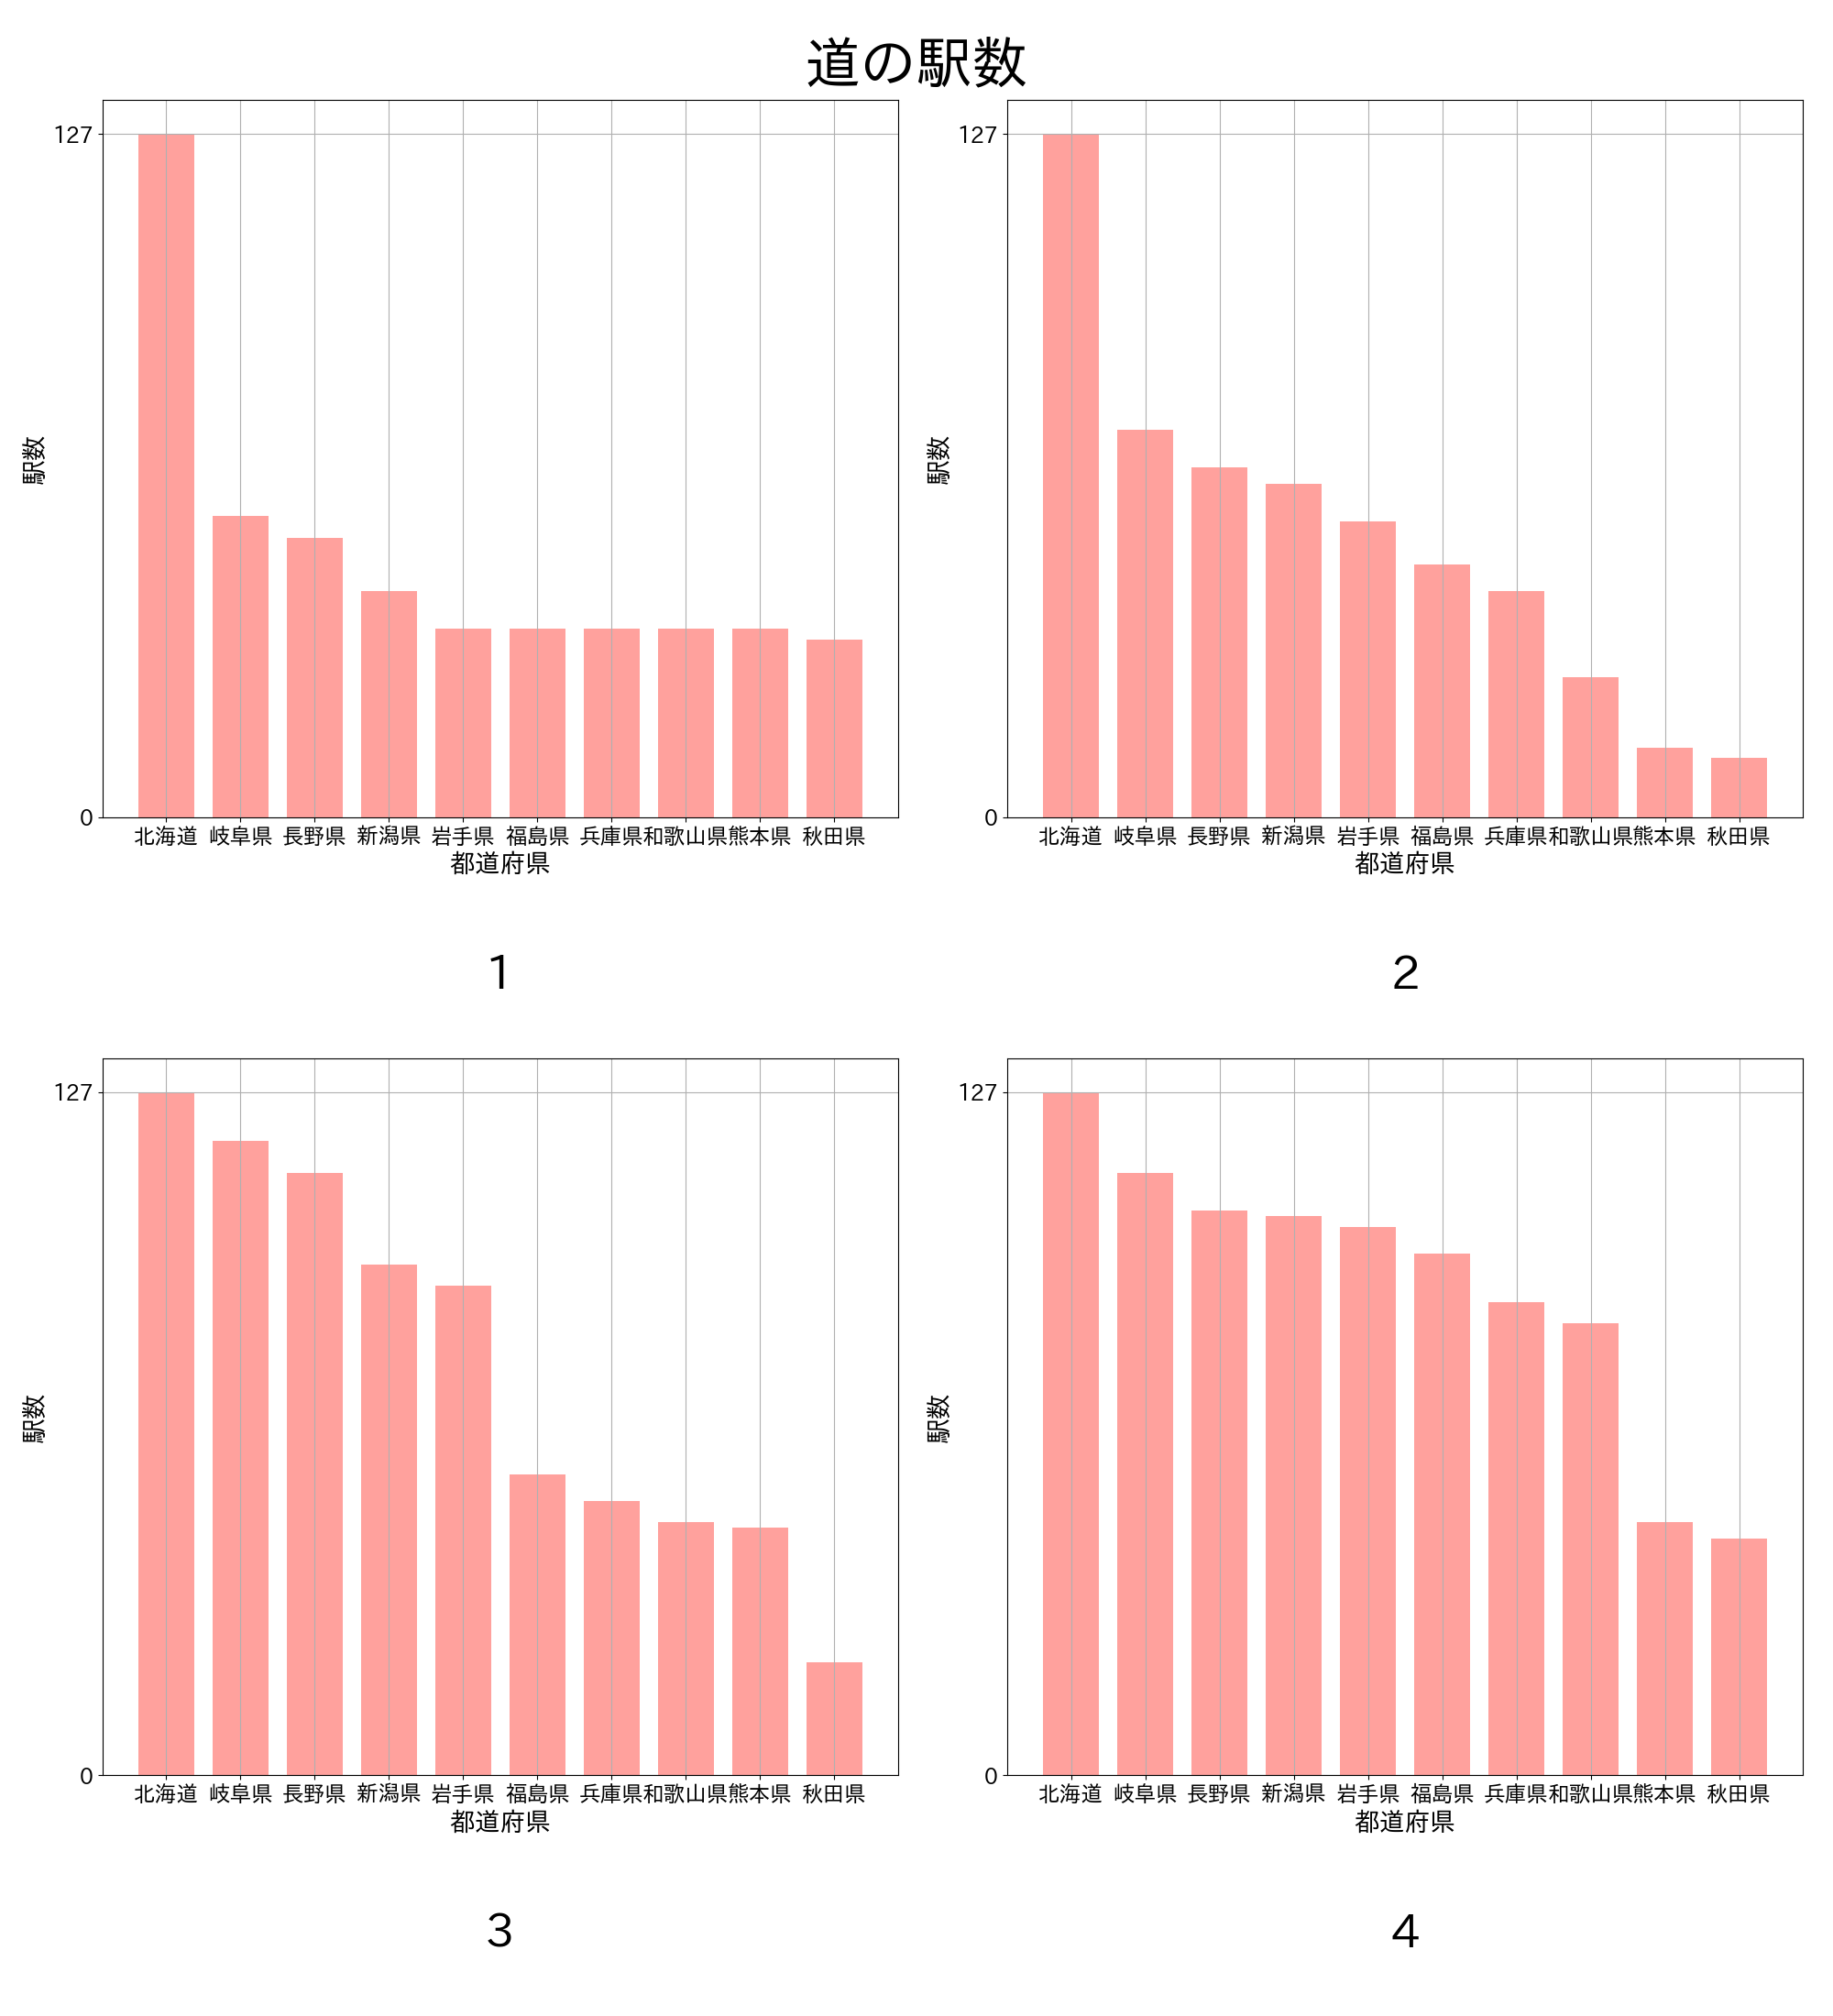 道の駅数
127
0
駅数
北海道 岐阜県 長野県 新潟県 岩手県 福島県 兵庫県 和歌山県 熊本県 秋田県
都道府県
1
127
0
駅数
北海道 岐阜県 長野県 新潟県 岩手県 福島県 兵庫県 和歌山県 熊本県 秋田県
都道府県
2
127
0
駅数
北海道 岐阜県 長野県 新潟県 岩手県 福島県 兵庫県 和歌山県 熊本県 秋田県
都道府県
3
127
0
駅数
北海道 岐阜県 長野県 新潟県 岩手県 福島県 兵庫県 和歌山県 熊本県 秋田県
都道府県
4